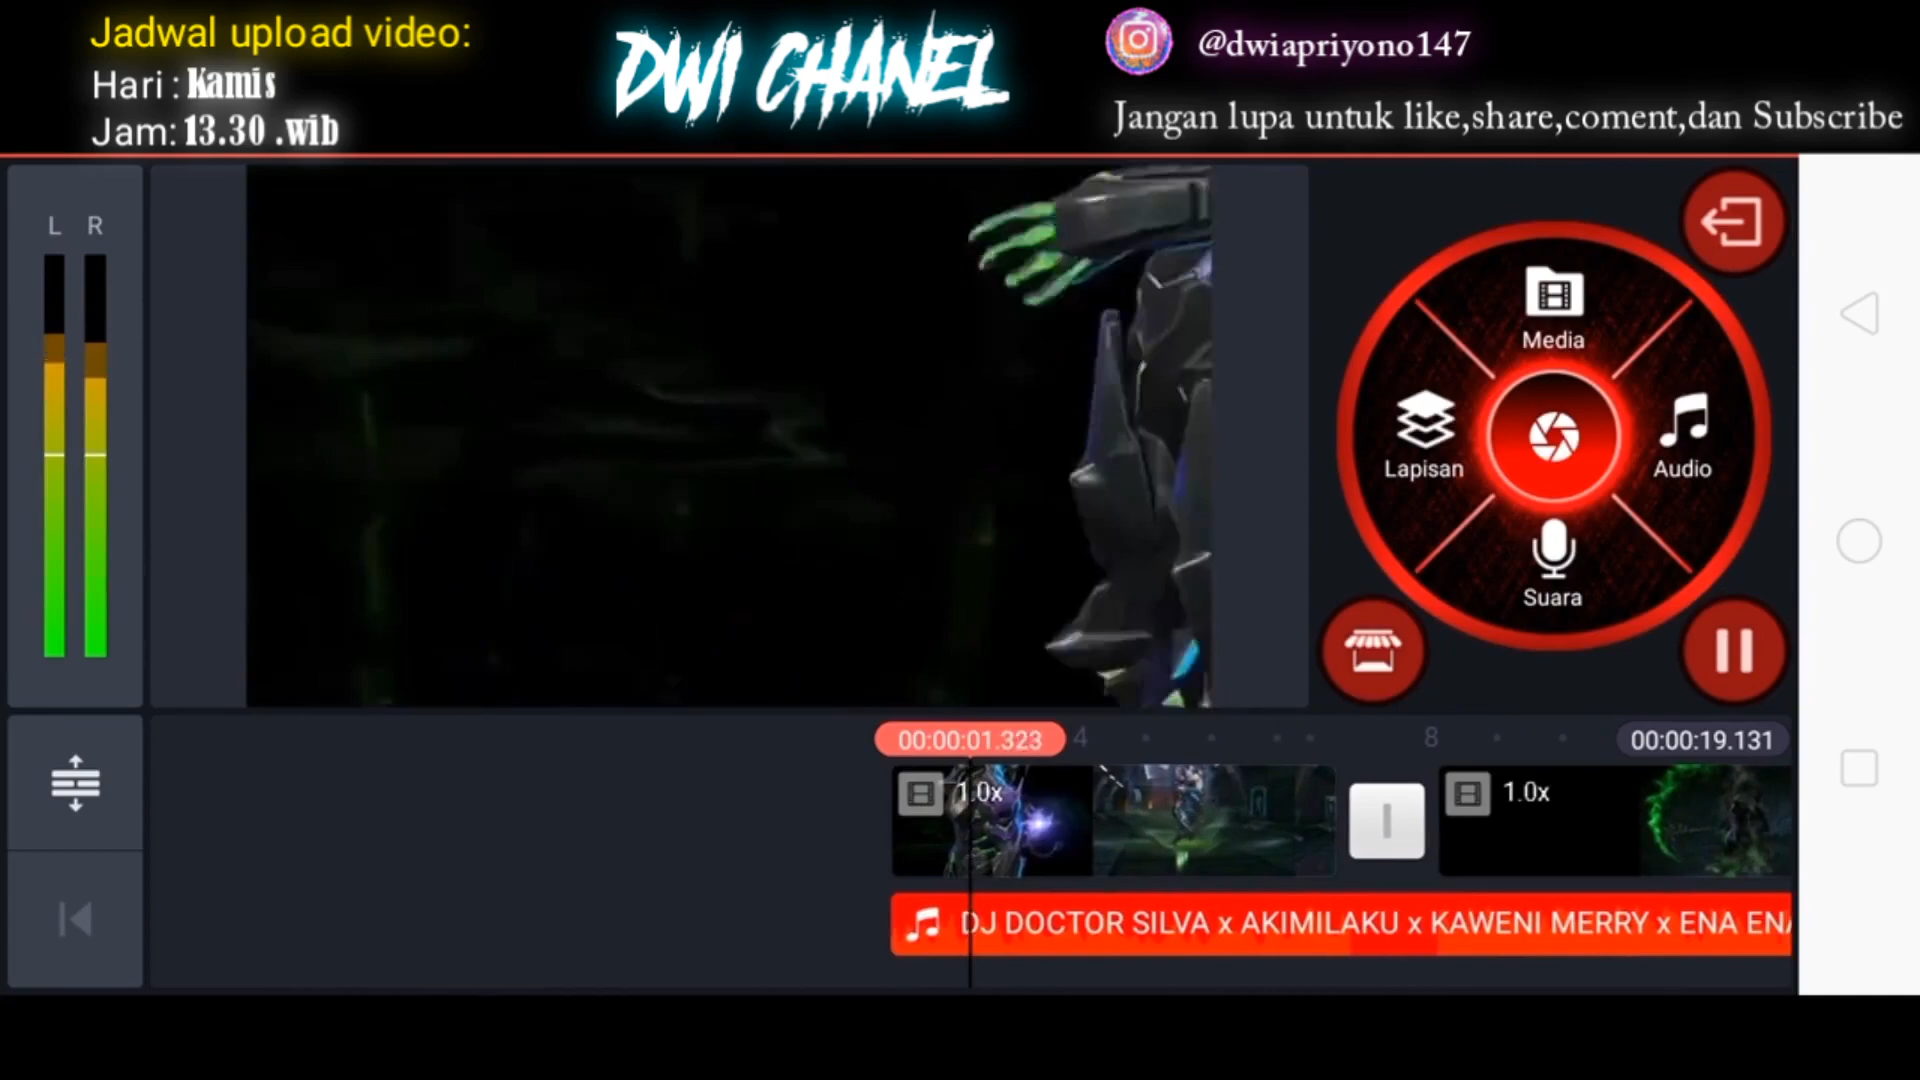 Jadwal upload video:
Hari : Kamis
Jam: 13.30 .wib
DWI CHANEL
@dwiapriyono147
Jangan lupa untuk like,share,coment,dan Subscribe
L R
Media
Lapisan
Audio
Suara
00:00:01.323
4
8
00:00:19.131
1.0x
1.0x
DJ DOCTOR SILVA x AKIMILAKU x KAWENI MERRY x ENA ENA